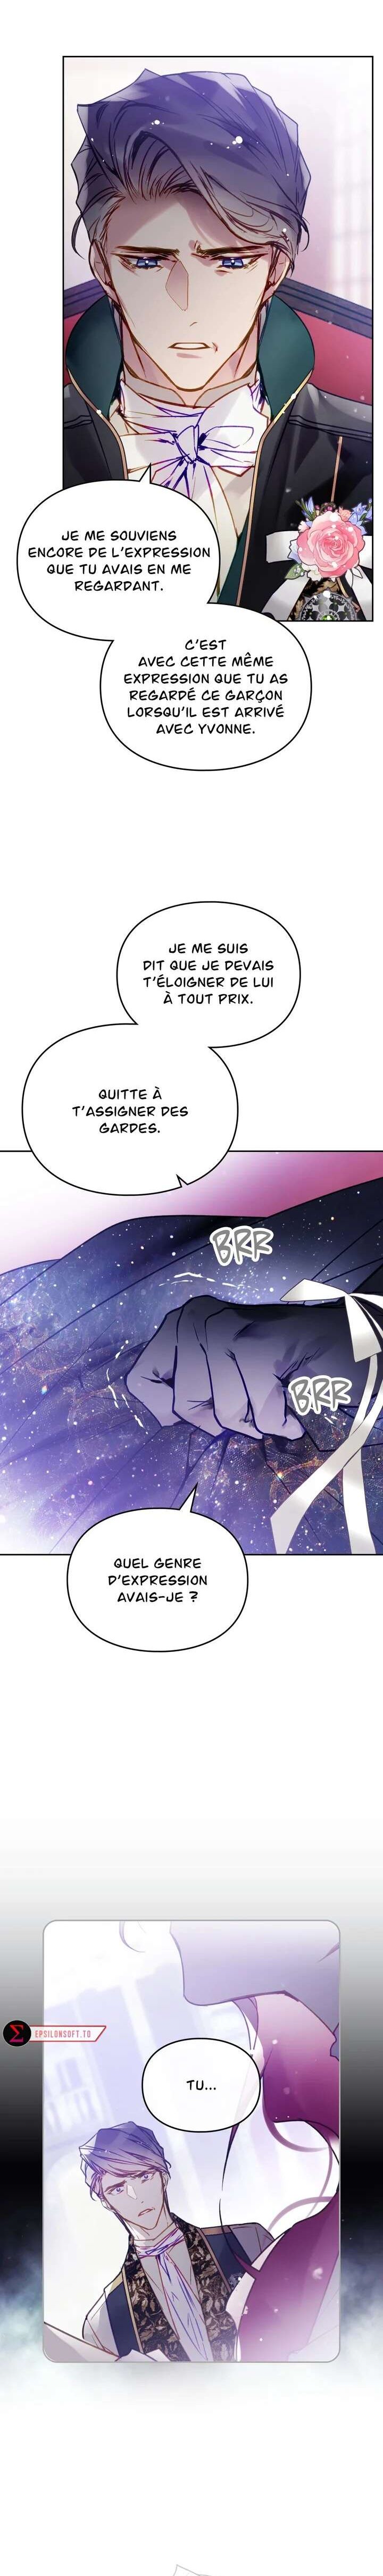 JE ME SOUVIENS
ENCORE DE L'EXPRESSION
QUE TU AVAIS EN ME
REGARDANT.
C'EST
AVEC CETTE MÊME
EXPRESSION QUE TU AS
REGARDÉ CE GARÇON
LORSQU'IL EST ARRIVÉ
AVEC YVONNE.
JE ME SUIS
DIT QUE JE DEVAIS
T'ÉLOIGNER DE LUI
À TOUT PRIX.
QUITTE À
T'ASSIGNER DES
GARDES.
BRR
BRR
QUEL GENRE
D'EXPRESSION
AVAIS-JE ?
EPSILONSOFT.TO
TU...